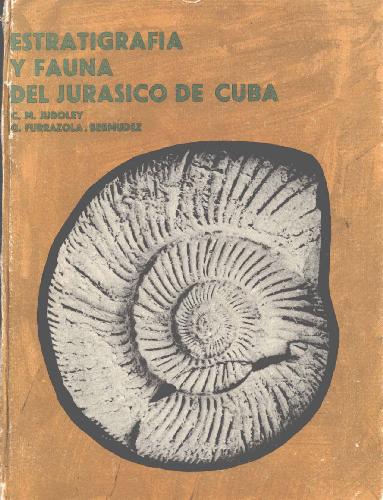 ESTRATIGRAFIA
Y FAUNA
DEL JURASICO DE CUBA
C. M. JUDOLEY
G. FURRAZOLA.BERMUDEZ